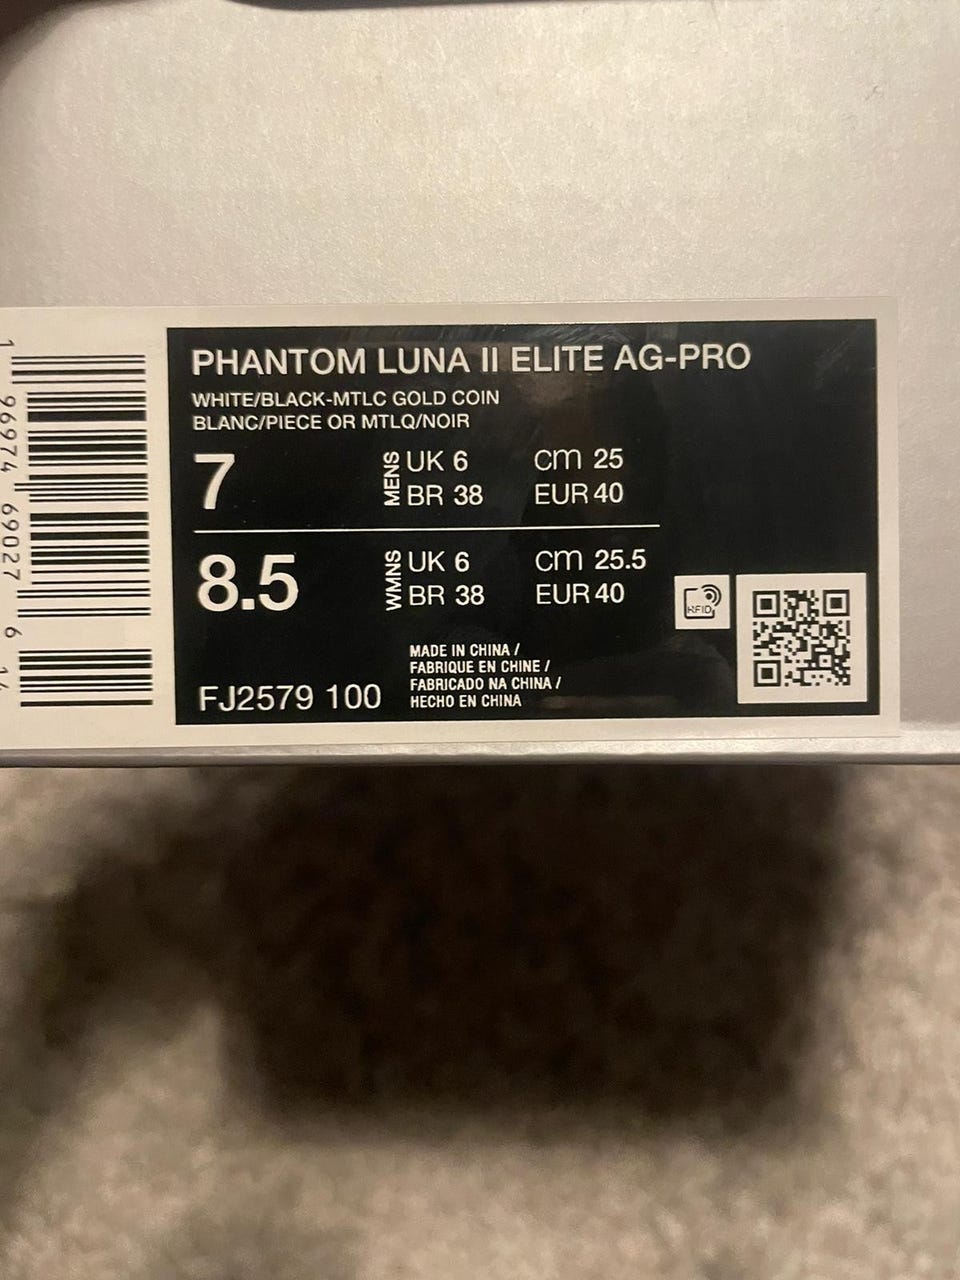 PHANTOM LUNA II ELITE AG-PRO
WHITE/BLACK-MTLC GOLD COIN
BLANC/PIECE OR MTLQ/NOIR
7 MENS UK 6 cm 25
BR 38 EUR 40
8.5 WMNS UK 6 cm 25.5
BR 38 EUR 40
RFID
MADE IN CHINA /
FABRIQUE EN CHINE /
FABRICADO NA CHINA /
HECHO EN CHINA
FJ2579 100
1 96974 69027 6